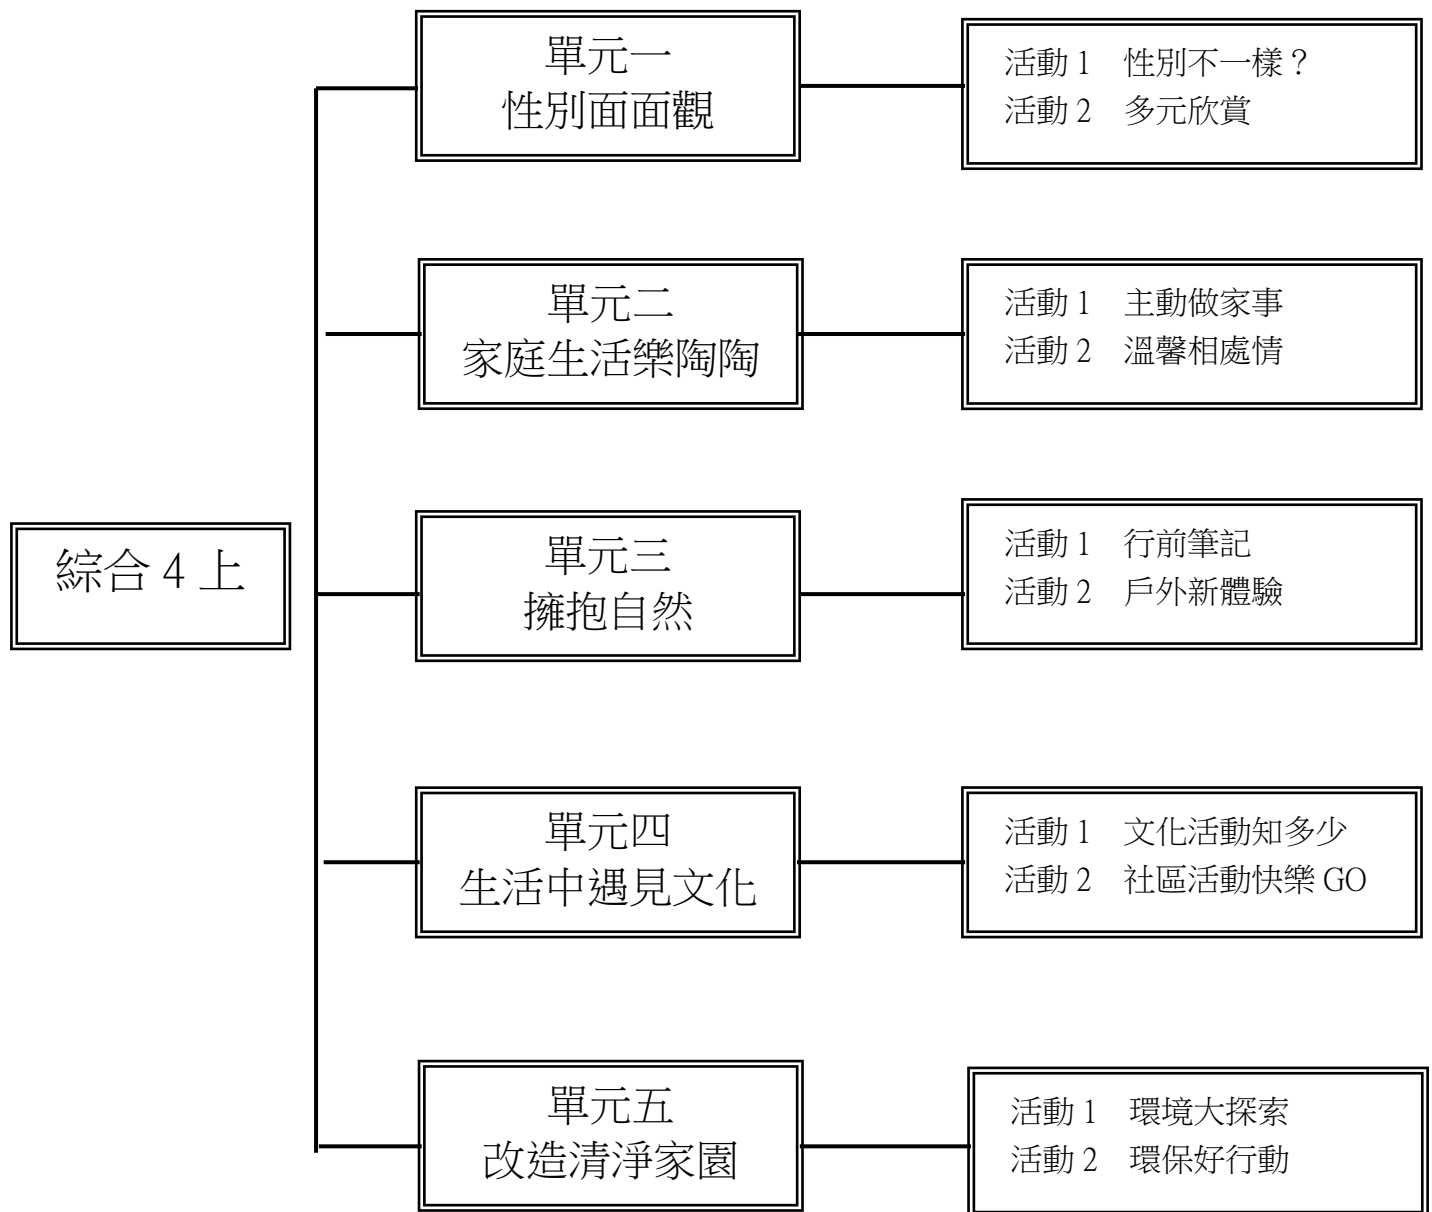 單元一
性別面面觀
活動 1 性別不一樣？
活動 2 多元欣賞
單元二
家庭生活樂陶陶
活動 1 主動做家事
活動 2 溫馨相處情
綜合 4 上
單元三
擁抱自然
活動 1 行前筆記
活動 2 戶外新體驗
單元四
生活中遇見文化
活動 1 文化活動知多少
活動 2 社區活動快樂 GO
單元五
改造清淨家園
活動 1 環境大探索
活動 2 環保好行動